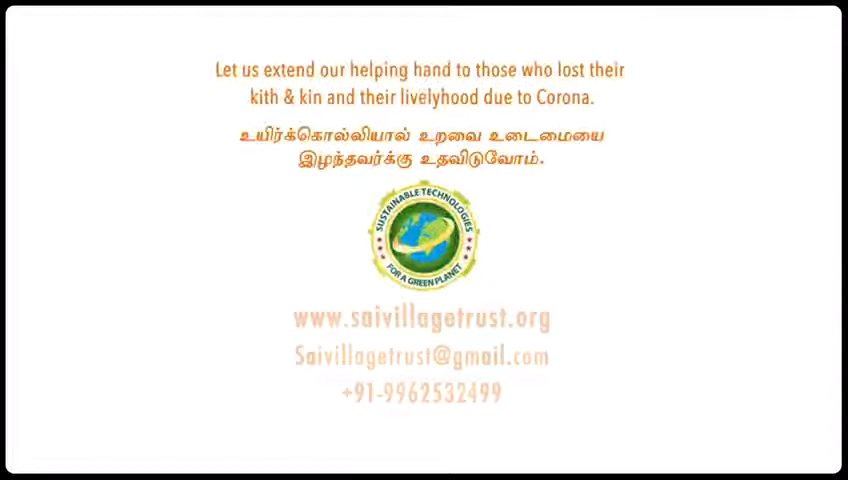 Let us extend our helping hand to those who lost their
kith & kin and their livelyhood due to Corona.
உயிர்க்கொல்லியால் உறவை உடைமையை
இழந்தவர்க்கு உதவிடுவோம்.
SUSTAINABLE TECHNOLOGIES
FOR A GREEN PLANET
www.saivillagetrust.org
Saivillagetrust@gmail.com
+91-9962532499